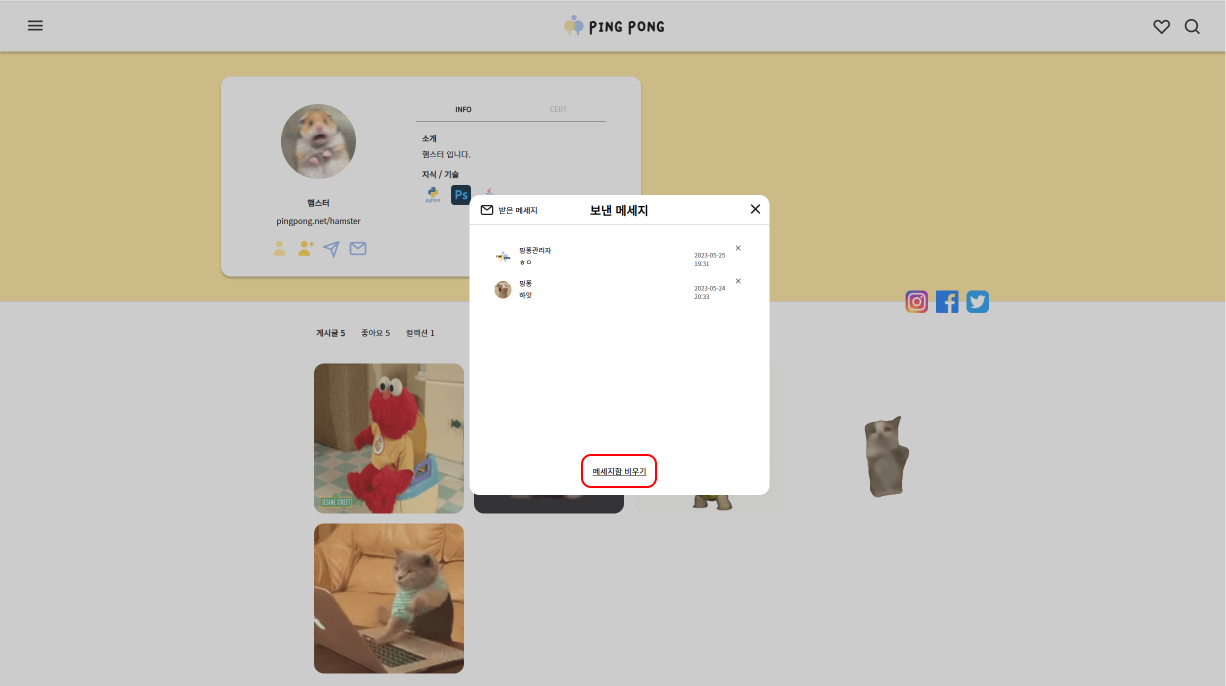 PING PONG
INFO
CERT
소개
햄스터 입니다.
지식 / 기술
python
Ps
햄스터
pingpong.net/hamster
받은 메세지
보낸 메세지
핑퐁관리자
ㅎㅇ
2023-05-25
19:31
핑퐁
하잇
2023-05-24
20:33
메세지함 비우기
게시글 5
좋아요 5
컬렉션 1
SESAME STREET